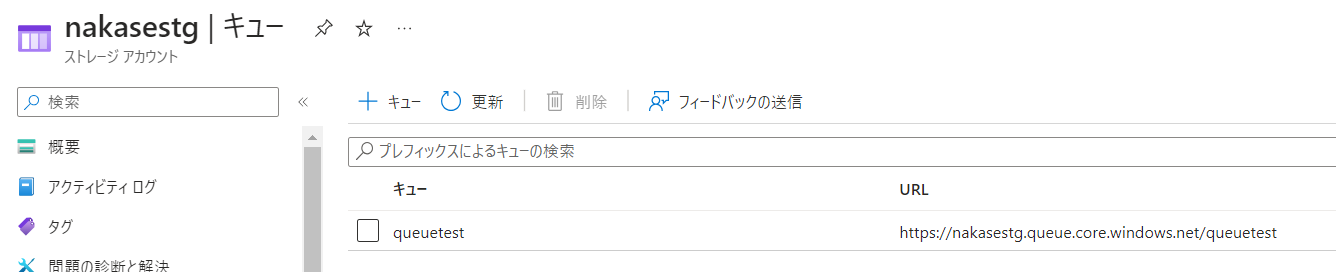 nakasestg | キュー
ストレージ アカウント
検索
概要
アクティビティ ログ
タグ
問題の診断と解決
キュー 更新 削除 フィードバックの送信
プレフィックスによるキューの検索
キュー URL
queuetest https://nakasestg.queue.core.windows.net/queuetest